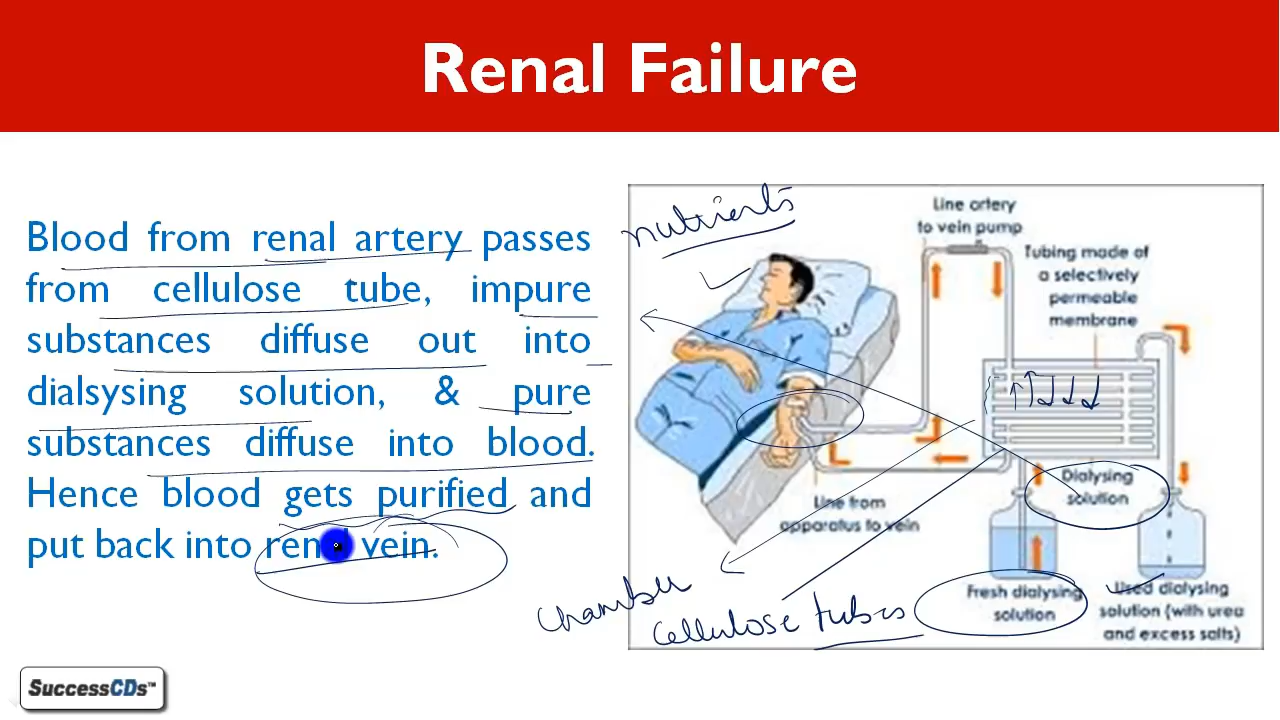 Renal Failure
Blood from renal artery passes
from cellulose tube, impure
substances diffuse out into
dialsysing solution, & pure
substances diffuse into blood.
Hence blood gets purified and
put back into renal vein.
nutrients
Line artery
to vein pump
Tubing made of
a selectively
permeable
membrane
Dialysing
solution
Line from
apparatus to vein
Fresh dialysing
solution
Used dialysing
solution (with urea
and excess salts)
chamber
cellulose tubes
SuccessCDs™